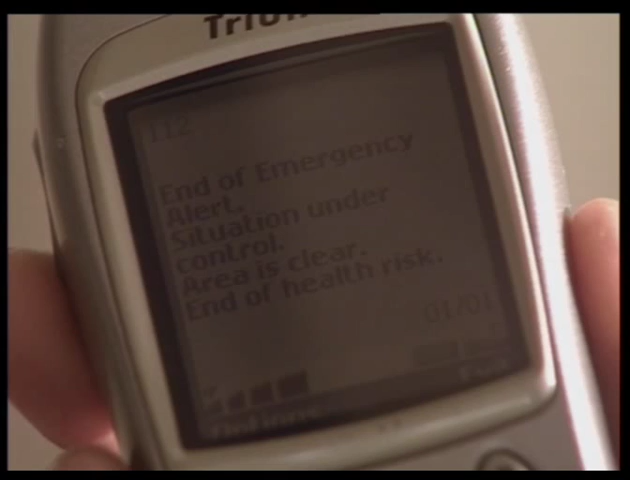 112
End of Emergency
Alert.
Situation under
control.
Area is clear.
End of health risk.
01/01